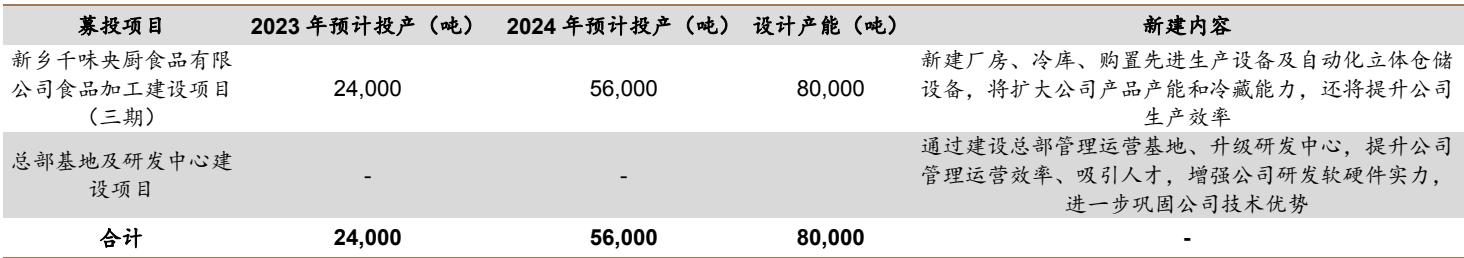 募投项目 2023 年预计投产（吨） 2024 年预计投产（吨） 设计产能（吨） 新建内容
新乡千味央厨食品有限
公司食品加工建设项目
（三期）
24,000 56,000 80,000
新建厂房、冷库、购置先进生产设备及自动化立体仓储
设备，将扩大公司产品产能和冷藏能力，还将提升公司
生产效率
总部基地及研发中心建
设项目
- -
通过建设总部管理运营基地、升级研发中心，提升公司
管理运营效率、吸引人才，增强公司研发软硬件实力，
进一步巩固公司技术优势
合计 24,000 56,000 80,000 -